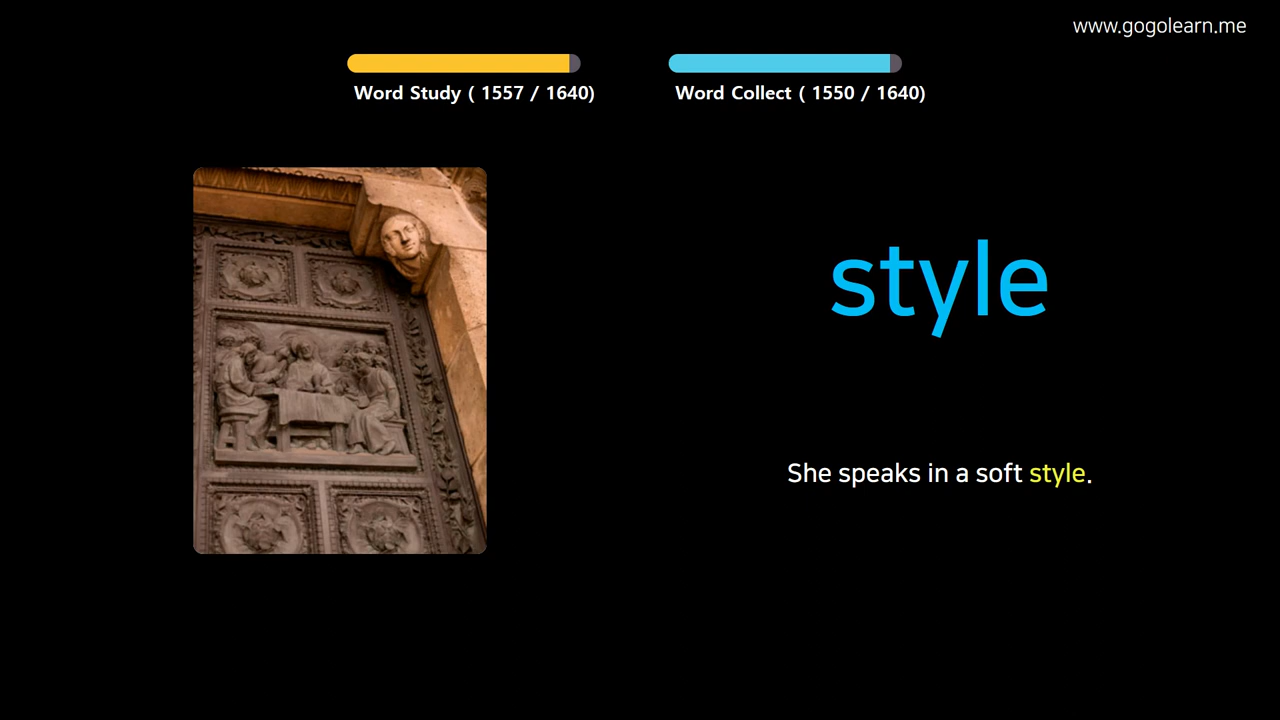 www.gogolearn.me
Word Study ( 1557 / 1640)
Word Collect ( 1550 / 1640)
style
She speaks in a soft style.